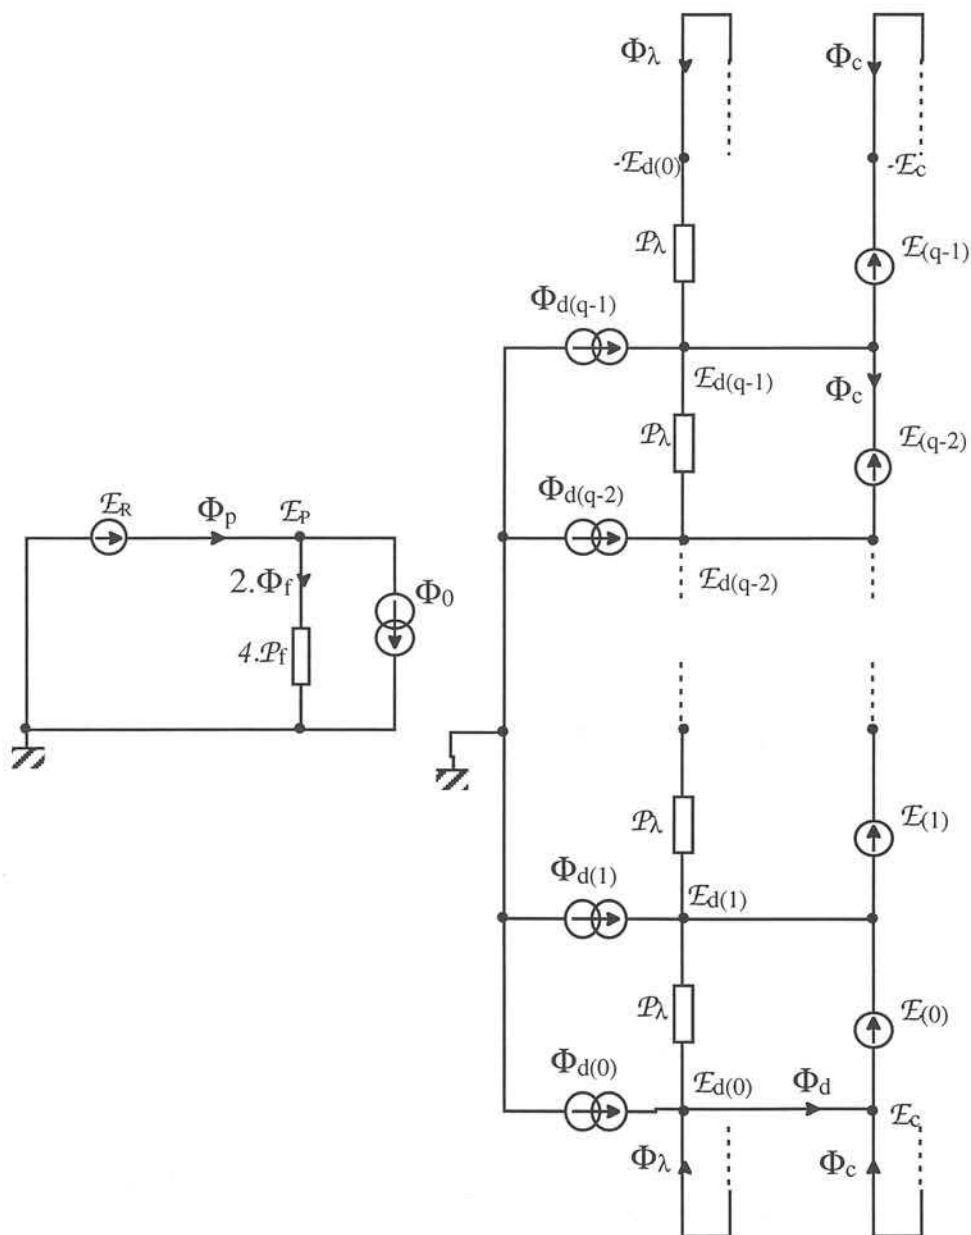 Φλ
Φc
-Ed(0)
-Ec
Pλ
E(q-1)
Φd(q-1)
Ed(q-1)
Φc
Pλ
E(q-2)
Φd(q-2)
ER
Φp
EP
Ed(q-2)
2.Φf
Φ0
4.Pf
Pλ
E(1)
Φd(1)
Ed(1)
Pλ
E(0)
Φd(0)
Ed(0)
Φd
Ec
Φλ
Φc